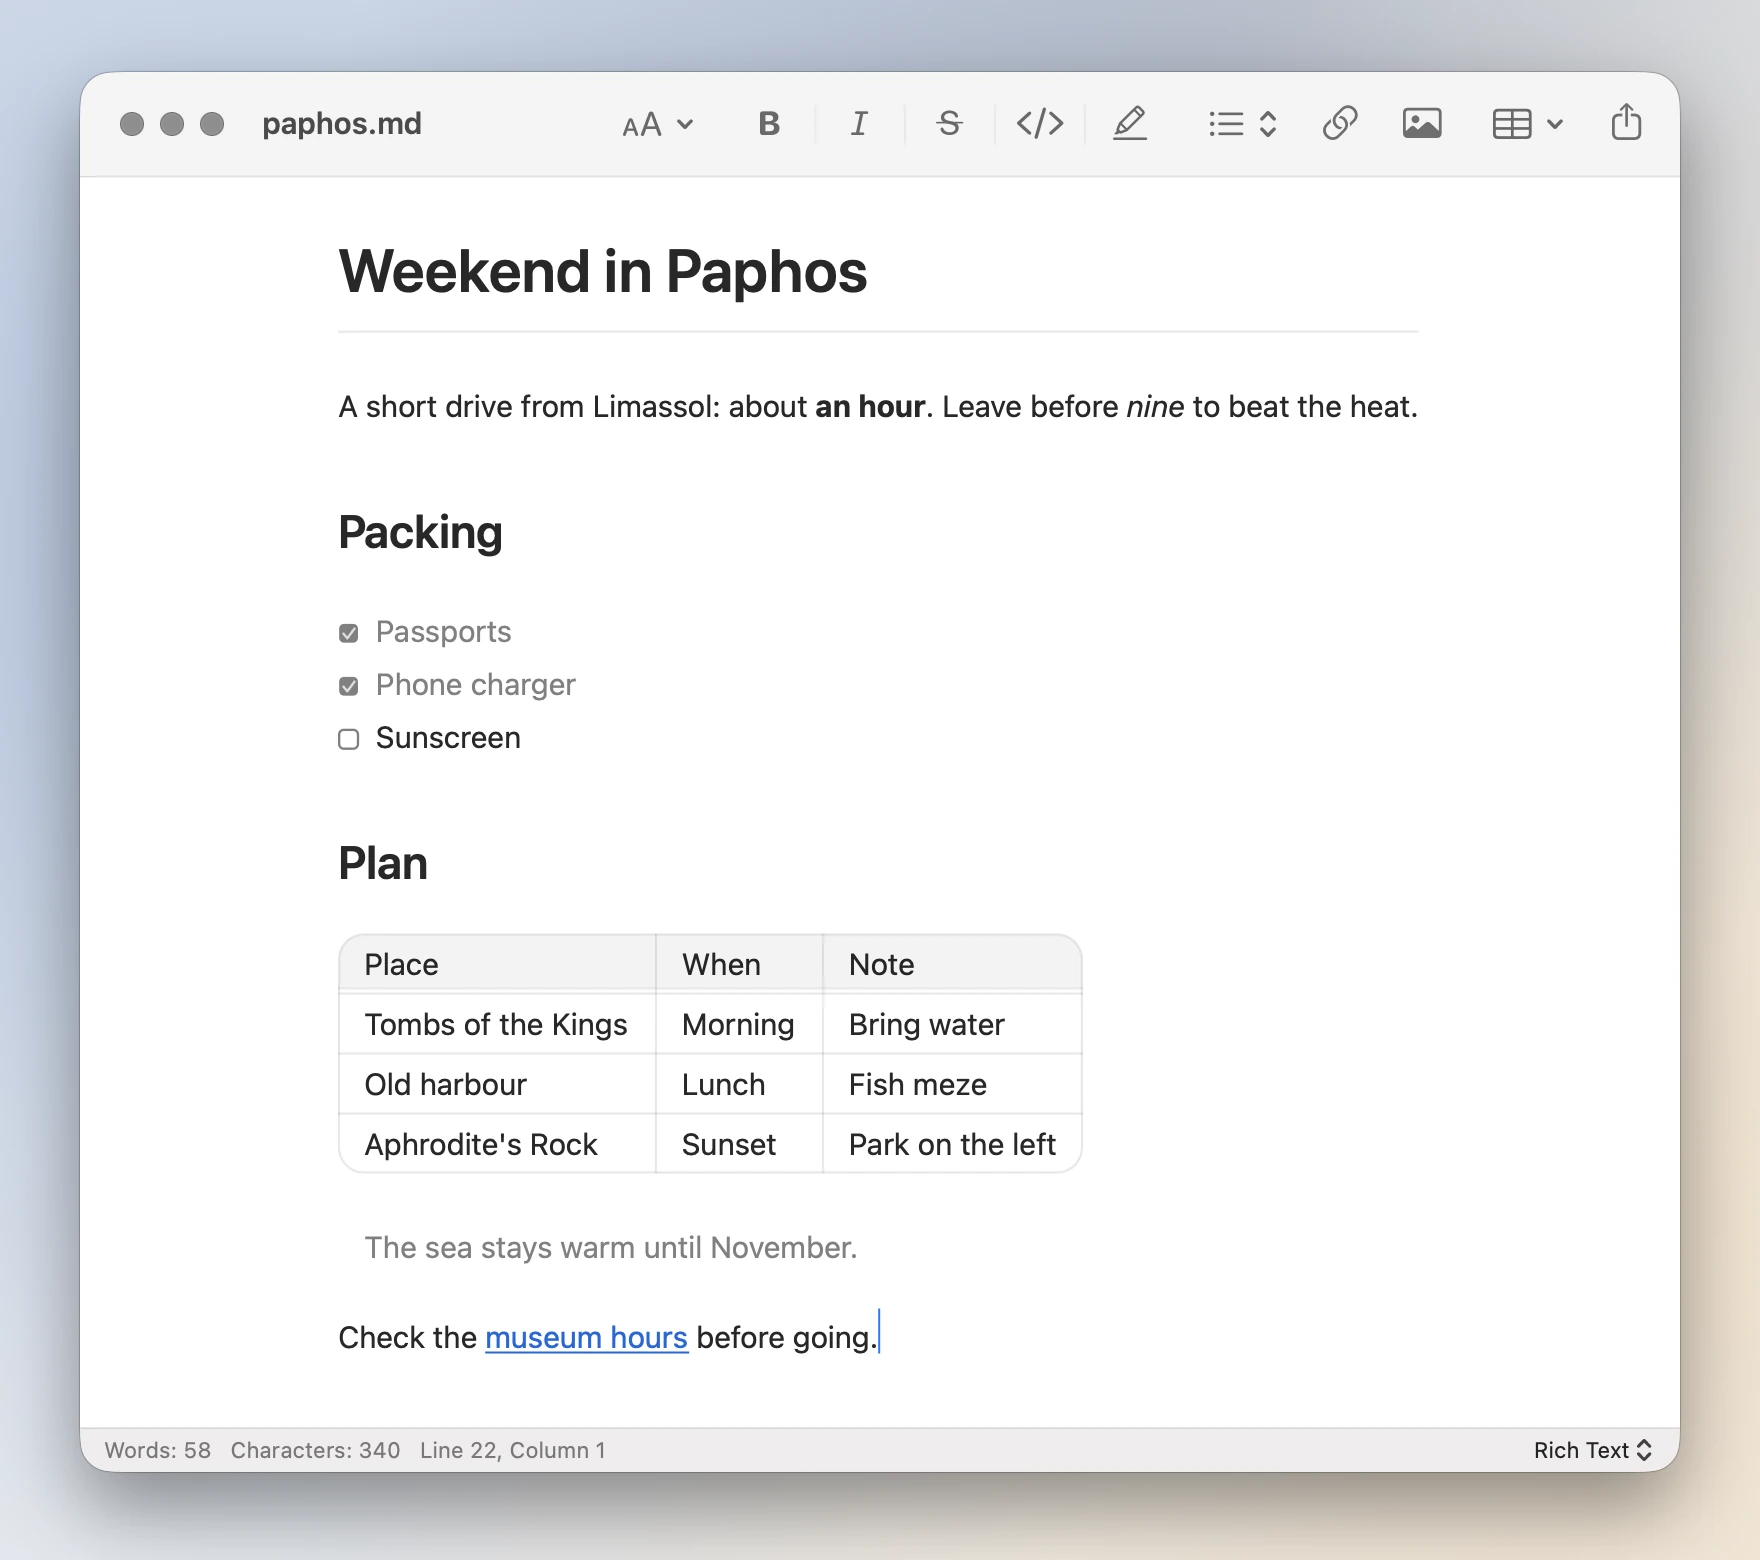 paphos.md
AA
B
I
S
</>
Weekend in Paphos
A short drive from Limassol: about an hour. Leave before nine to beat the heat.
Packing
Passports
Phone charger
Sunscreen
Plan
Place When Note
Tombs of the Kings Morning Bring water
Old harbour Lunch Fish meze
Aphrodite's Rock Sunset Park on the left
The sea stays warm until November.
Check the museum hours before going.
Words: 58 Characters: 340 Line 22, Column 1 Rich Text